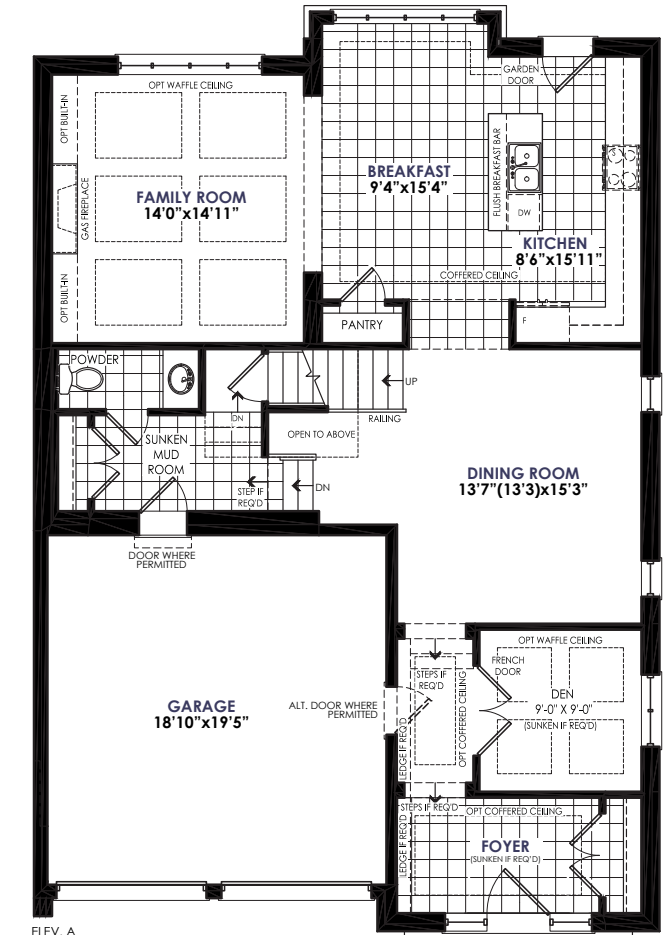 OPT WAFFLE CEILING
OPT BUILT-IN
GAS FIREPLACE
OPT BUILT-IN
FAMILY ROOM
14'0"x14'11"
BREAKFAST
9'4"x15'4"
GARDEN
DOOR
FLUSH BREAKFAST BAR
DW
KITCHEN
8'6"x15'11"
COFFERED CEILING
F
PANTRY
POWDER
UP
RAILING
DN
OPEN TO ABOVE
SUNKEN
MUD
ROOM
STEP IF
REQ'D
DN
DOOR WHERE
PERMITTED
DINING ROOM
13'7"(13'3)x15'3"
GARAGE
18'10"x19'5"
ALT. DOOR WHERE
PERMITTED
STEPS IF
REQ'D
LEDGE IF REQ'D
OPT COFFERED CEILING
OPT WAFFLE CEILING
FRENCH
DOOR
DEN
9'-0" X 9'-0"
(SUNKEN IF REQ'D)
STEPS IF REQ'D
OPT COFFERED CEILING
LEDGE IF REQ'D
FOYER
(SUNKEN IF REQ'D)
ELEV. A